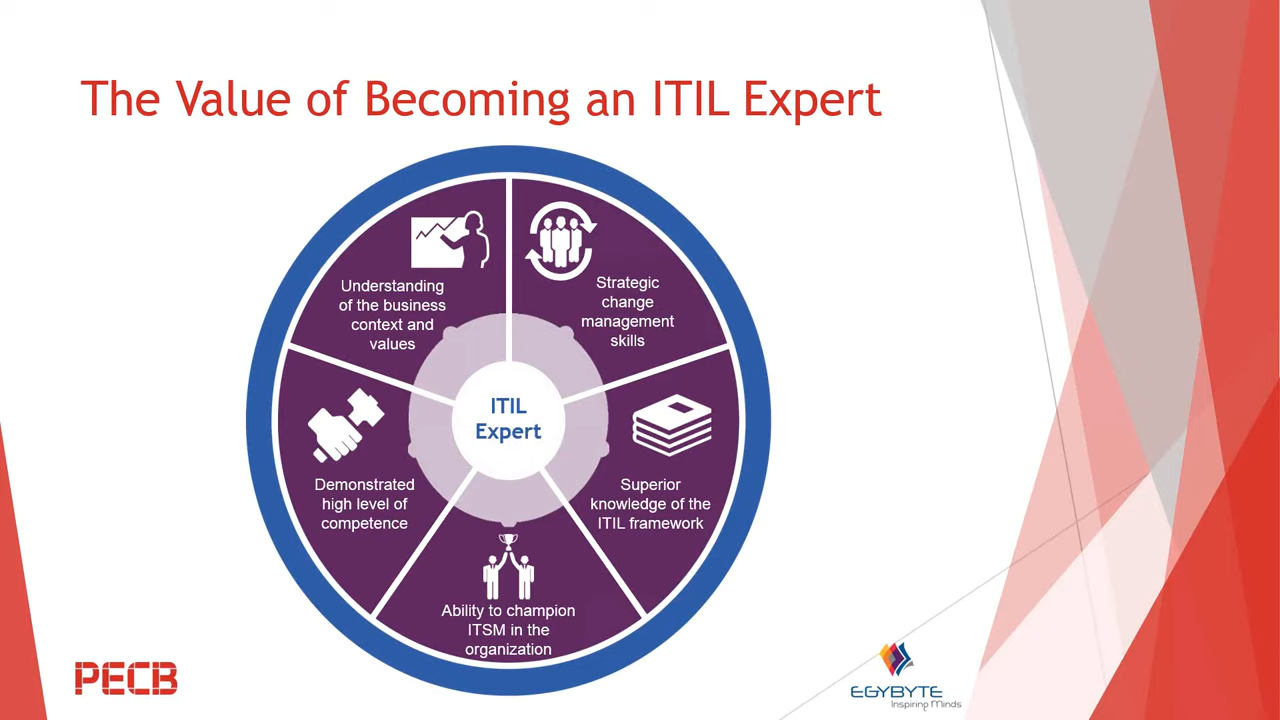 The Value of Becoming an ITIL Expert
Understanding
of the business
context and
values
Strategic
change
management
skills
ITIL
Expert
Demonstrated
high level of
competence
Superior
knowledge of the
ITIL framework
Ability to champion
ITSM in the
organization
PECB
EGYBYTE
Inspiring Minds